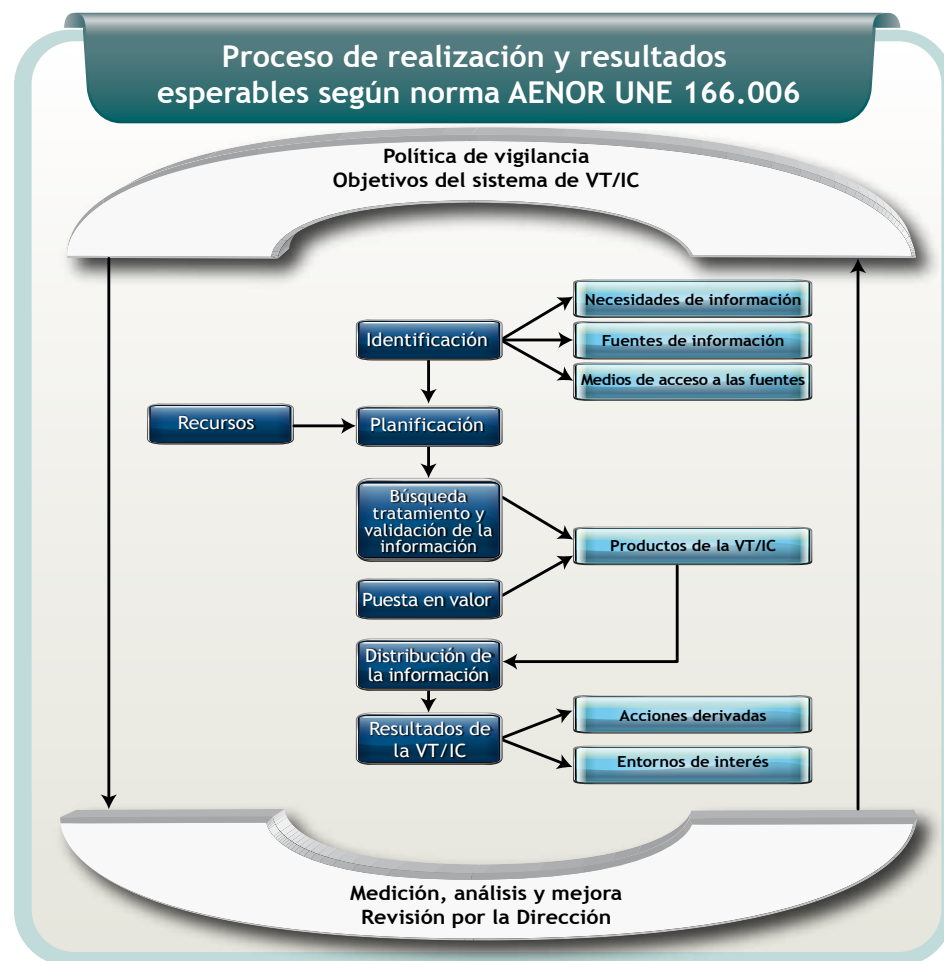 Proceso de realización y resultados
esperables según norma AENOR UNE 166.006
Política de vigilancia
Objetivos del sistema de VT/IC
Identificación
Necesidades de información
Fuentes de información
Medios de acceso a las fuentes
Recursos
Planificación
Búsqueda
tratamiento y
validación de la
información
Productos de la VT/IC
Puesta en valor
Distribución de
la información
Resultados de
la VT/IC
Acciones derivadas
Entornos de interés
Medición, análisis y mejora
Revisión por la Dirección